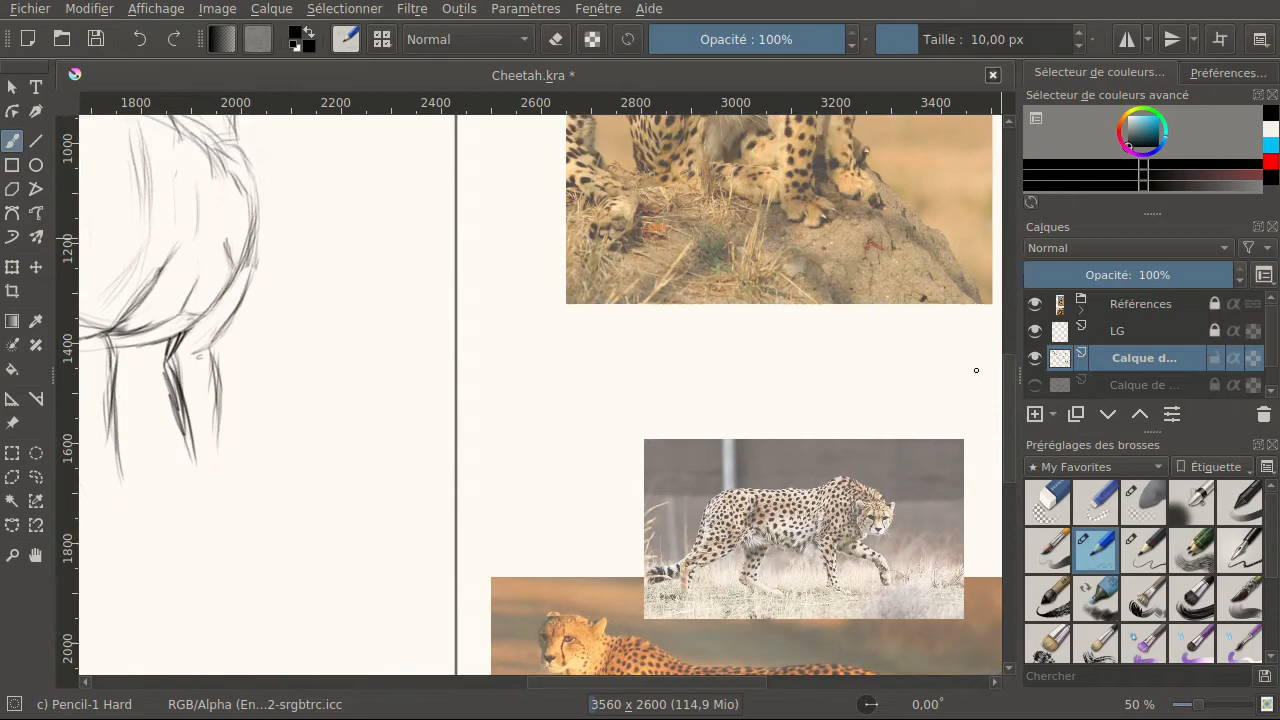 Fichier Modifier Affichage Image Calque Sélectionner Filtre Outils Paramètres Fenêtre Aide
Normal Opacité : 100% Taille : 10,00 px
Cheetah.kra *
Sélecteur de couleurs... Préférences...
Sélecteur de couleurs avancé
1800 2000 2200 2400 2600 2800 3000 3200 3400
1000
1200
1400
1600
1800
2000
Calques
Normal
Opacité: 100%
Références
LG
Calque d...
Calque de ...
Préréglages des brosses
★ My Favorites Étiquette
Chercher
c) Pencil-1 Hard RGB/Alpha (En...2-srgbtrc.icc 3560 x 2600 (114,9 Mio) 0,00° 50 %